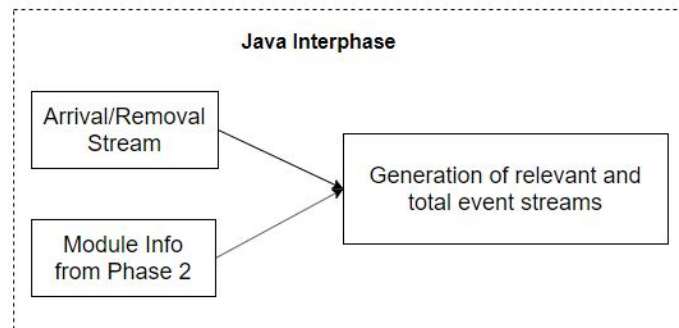 Java Interphase
Arrival/Removal
Stream
Generation of relevant and
total event streams
Module Info
from Phase 2